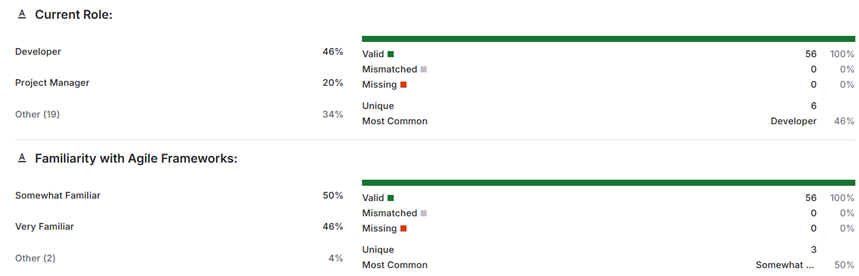 Current Role:
Developer 46%
Project Manager 20%
Other (19) 34%
Valid 56 100%
Mismatched 0 0%
Missing 0 0%
Unique 6
Most Common Developer 46%
Familiarity with Agile Frameworks:
Somewhat Familiar 50%
Very Familiar 46%
Other (2) 4%
Valid 56 100%
Mismatched 0 0%
Missing 0 0%
Unique 3
Most Common Somewhat ... 50%